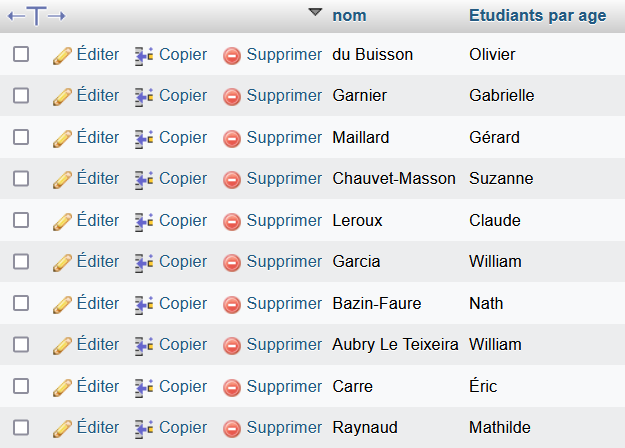 nom Etudiants par age
Éditer Copier Supprimer du Buisson Olivier
Éditer Copier Supprimer Garnier Gabrielle
Éditer Copier Supprimer Maillard Gérard
Éditer Copier Supprimer Chauvet-Masson Suzanne
Éditer Copier Supprimer Leroux Claude
Éditer Copier Supprimer Garcia William
Éditer Copier Supprimer Bazin-Faure Nath
Éditer Copier Supprimer Aubry Le Teixeira William
Éditer Copier Supprimer Carre Éric
Éditer Copier Supprimer Raynaud Mathilde